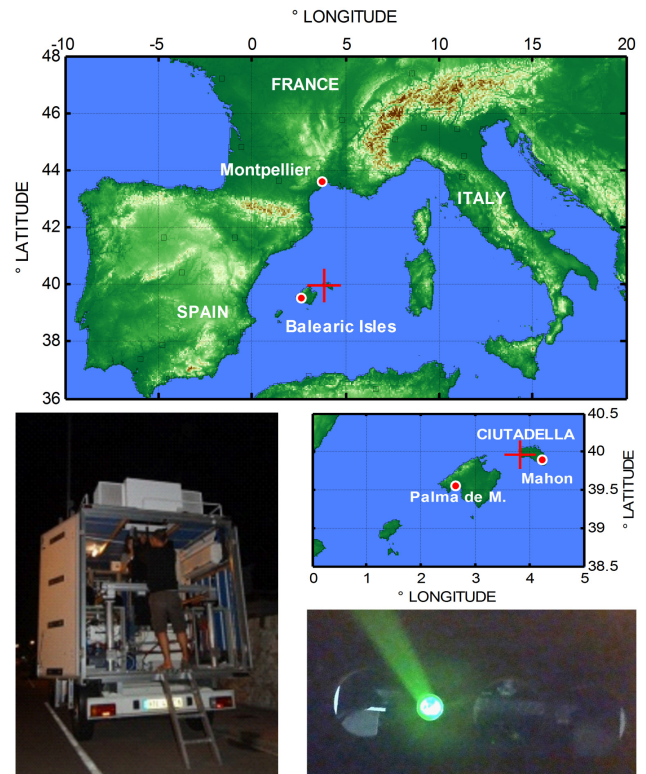 ° LONGITUDE
-10 -5 0 5 10 15 20
48
46
44
42
40
38
36
° LATITUDE
FRANCE
Montpellier
ITALY
SPAIN
Balearic Isles
40.5
40
39.5
39
38.5
° LATITUDE
CIUTADELLA
Mahon
Palma de M.
0 1 2 3 4 5
° LONGITUDE